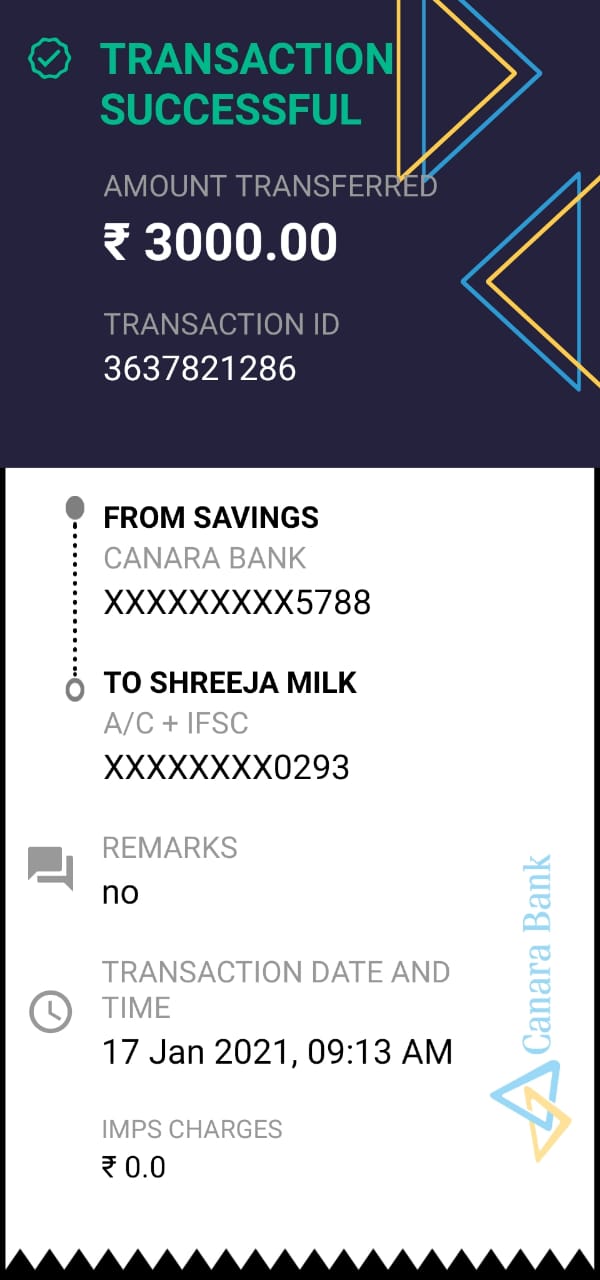 TRANSACTION
SUCCESSFUL
AMOUNT TRANSFERRED
₹ 3000.00
TRANSACTION ID
3637821286
FROM SAVINGS
CANARA BANK
XXXXXXXXX5788
TO SHREEJA MILK
A/C + IFSC
XXXXXXXX0293
REMARKS
no
TRANSACTION DATE AND
TIME
17 Jan 2021, 09:13 AM
IMPS CHARGES
₹ 0.0
Canara Bank